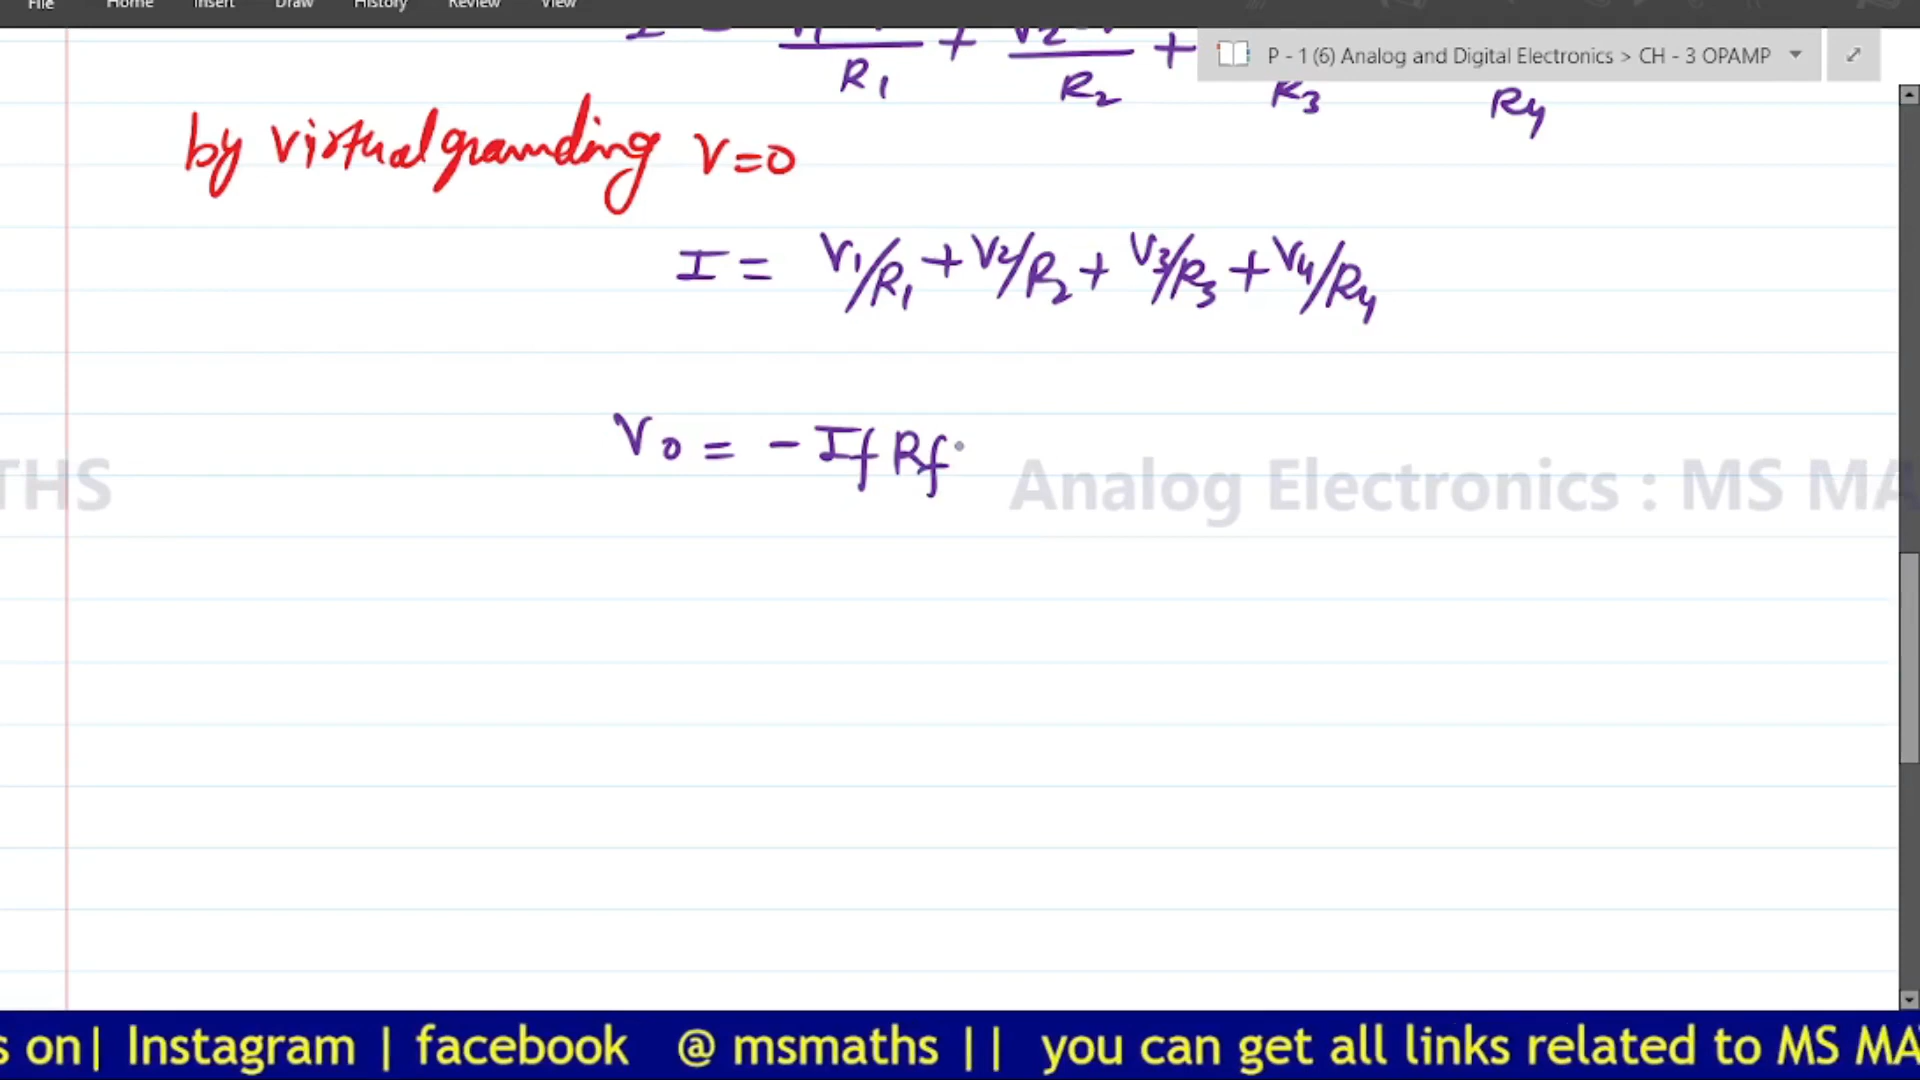 File Home Insert Draw History Review View
P - 1 (6) Analog and Digital Electronics > CH - 3 OPAMP
R1 + R2 + R3 R4
by virtual grounding V=0
I = V1/R1 + V2/R2 + V3/R3 + V4/R4
V0 = - If Rf
THS Analog Electronics : MS MA
s on| Instagram | facebook @ msmaths || you can get all links related to MS MA